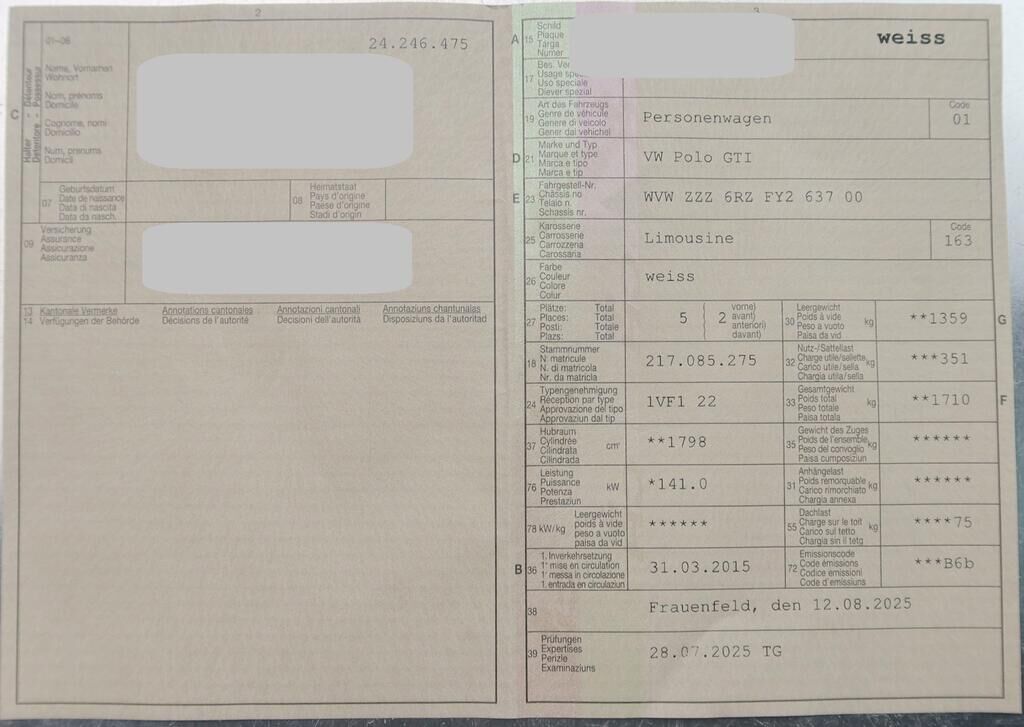 2
01–06
24.246.475
C
Halter - Détenteur
Detentore - Possessur
Name, Vornamen
Wohnort
Nom, prénoms
Domicile
Cognome, nomi
Domicilio
Num, prenums
Domicil
07
Geburtsdatum
Date de naissance
Data di nascita
Data da nasch.
08
Heimatstaat
Pays d'origine
Paese d'origine
Stadi d'origin
09
Versicherung
Assurance
Assicurazione
Assicuranza
13 Kantonale Vermerke Annotations cantonales Annotazioni cantonali Annotaziuns chantunalas
14 Verfügungen der Behörde Décisions de l'autorité Decisioni dell'autorità Disposiziuns da l'autoritad
3
A 15
Schild
Plaque
Targa
Numer
weiss
17
Bes. Ver
Usage spé
Uso speciale
Diever spezial
19
Art des Fahrzeugs
Genre de véhicule
Genere di veicolo
Gener dal vehichel
Personenwagen
Code
01
D 21
Marke und Typ
Marque et type
Marca e tipo
Marca e tip
VW Polo GTI
E 23
Fahrgestell-Nr.
Châssis no
Telaio n.
Schassis nr.
WVW ZZZ 6RZ FY2 637 00
25
Karosserie
Carrosserie
Carrozzeria
Carossaria
Limousine
Code
163
26
Farbe
Couleur
Colore
Colur
weiss
27
Plätze: Total
Places: Total
Posti: Totale
Plazs: Total
5 ( 2 vorne)
avant)
anteriori)
davant)
30
Leergewicht
Poids à vide
Peso a vuoto
Paisa da vid
kg
**1359
G
18
Stammnummer
N. matricule
N. di matricola
Nr. da matricla
217.085.275
32
Nutz-/Sattellast
Charge utile/sellette
Carico utile/sella
Chargia utila/sella
kg
***351
24
Typengenehmigung
Réception par type
Approvazione del tipo
Approvaziun dal tip
1VF1 22
33
Gesamtgewicht
Poids total
Peso totale
Paisa totala
kg
**1710
F
37
Hubraum
Cylindrée
Cilindrata
Cilindrada
cm³
**1798
35
Gewicht des Zuges
Poids de l'ensemble
Peso del convoglio
Paisa cumposiziun
kg
******
76
Leistung
Puissance
Potenza
Prestaziun
kW
*141.0
31
Anhängelast
Poids remorquable
Carico rimorchiato
Chargia annexa
kg
******
78 kW/kg
Leergewicht
poids à vide
peso a vuoto
paisa da vid
******
55
Dachlast
Charge sur le toit
Carico sul tetto
Chargia sin il tetg
kg
****75
B 36
1. Inverkehrsetzung
1re mise en circulation
1a messa in circolazione
1. entrada en circulaziun
31.03.2015
72
Emissionscode
Code émissions
Codice emissioni
Code d'emissiuns
***B6b
38
Frauenfeld, den 12.08.2025
39
Prüfungen
Expertises
Perizie
Examinaziuns
28.07.2025 TG